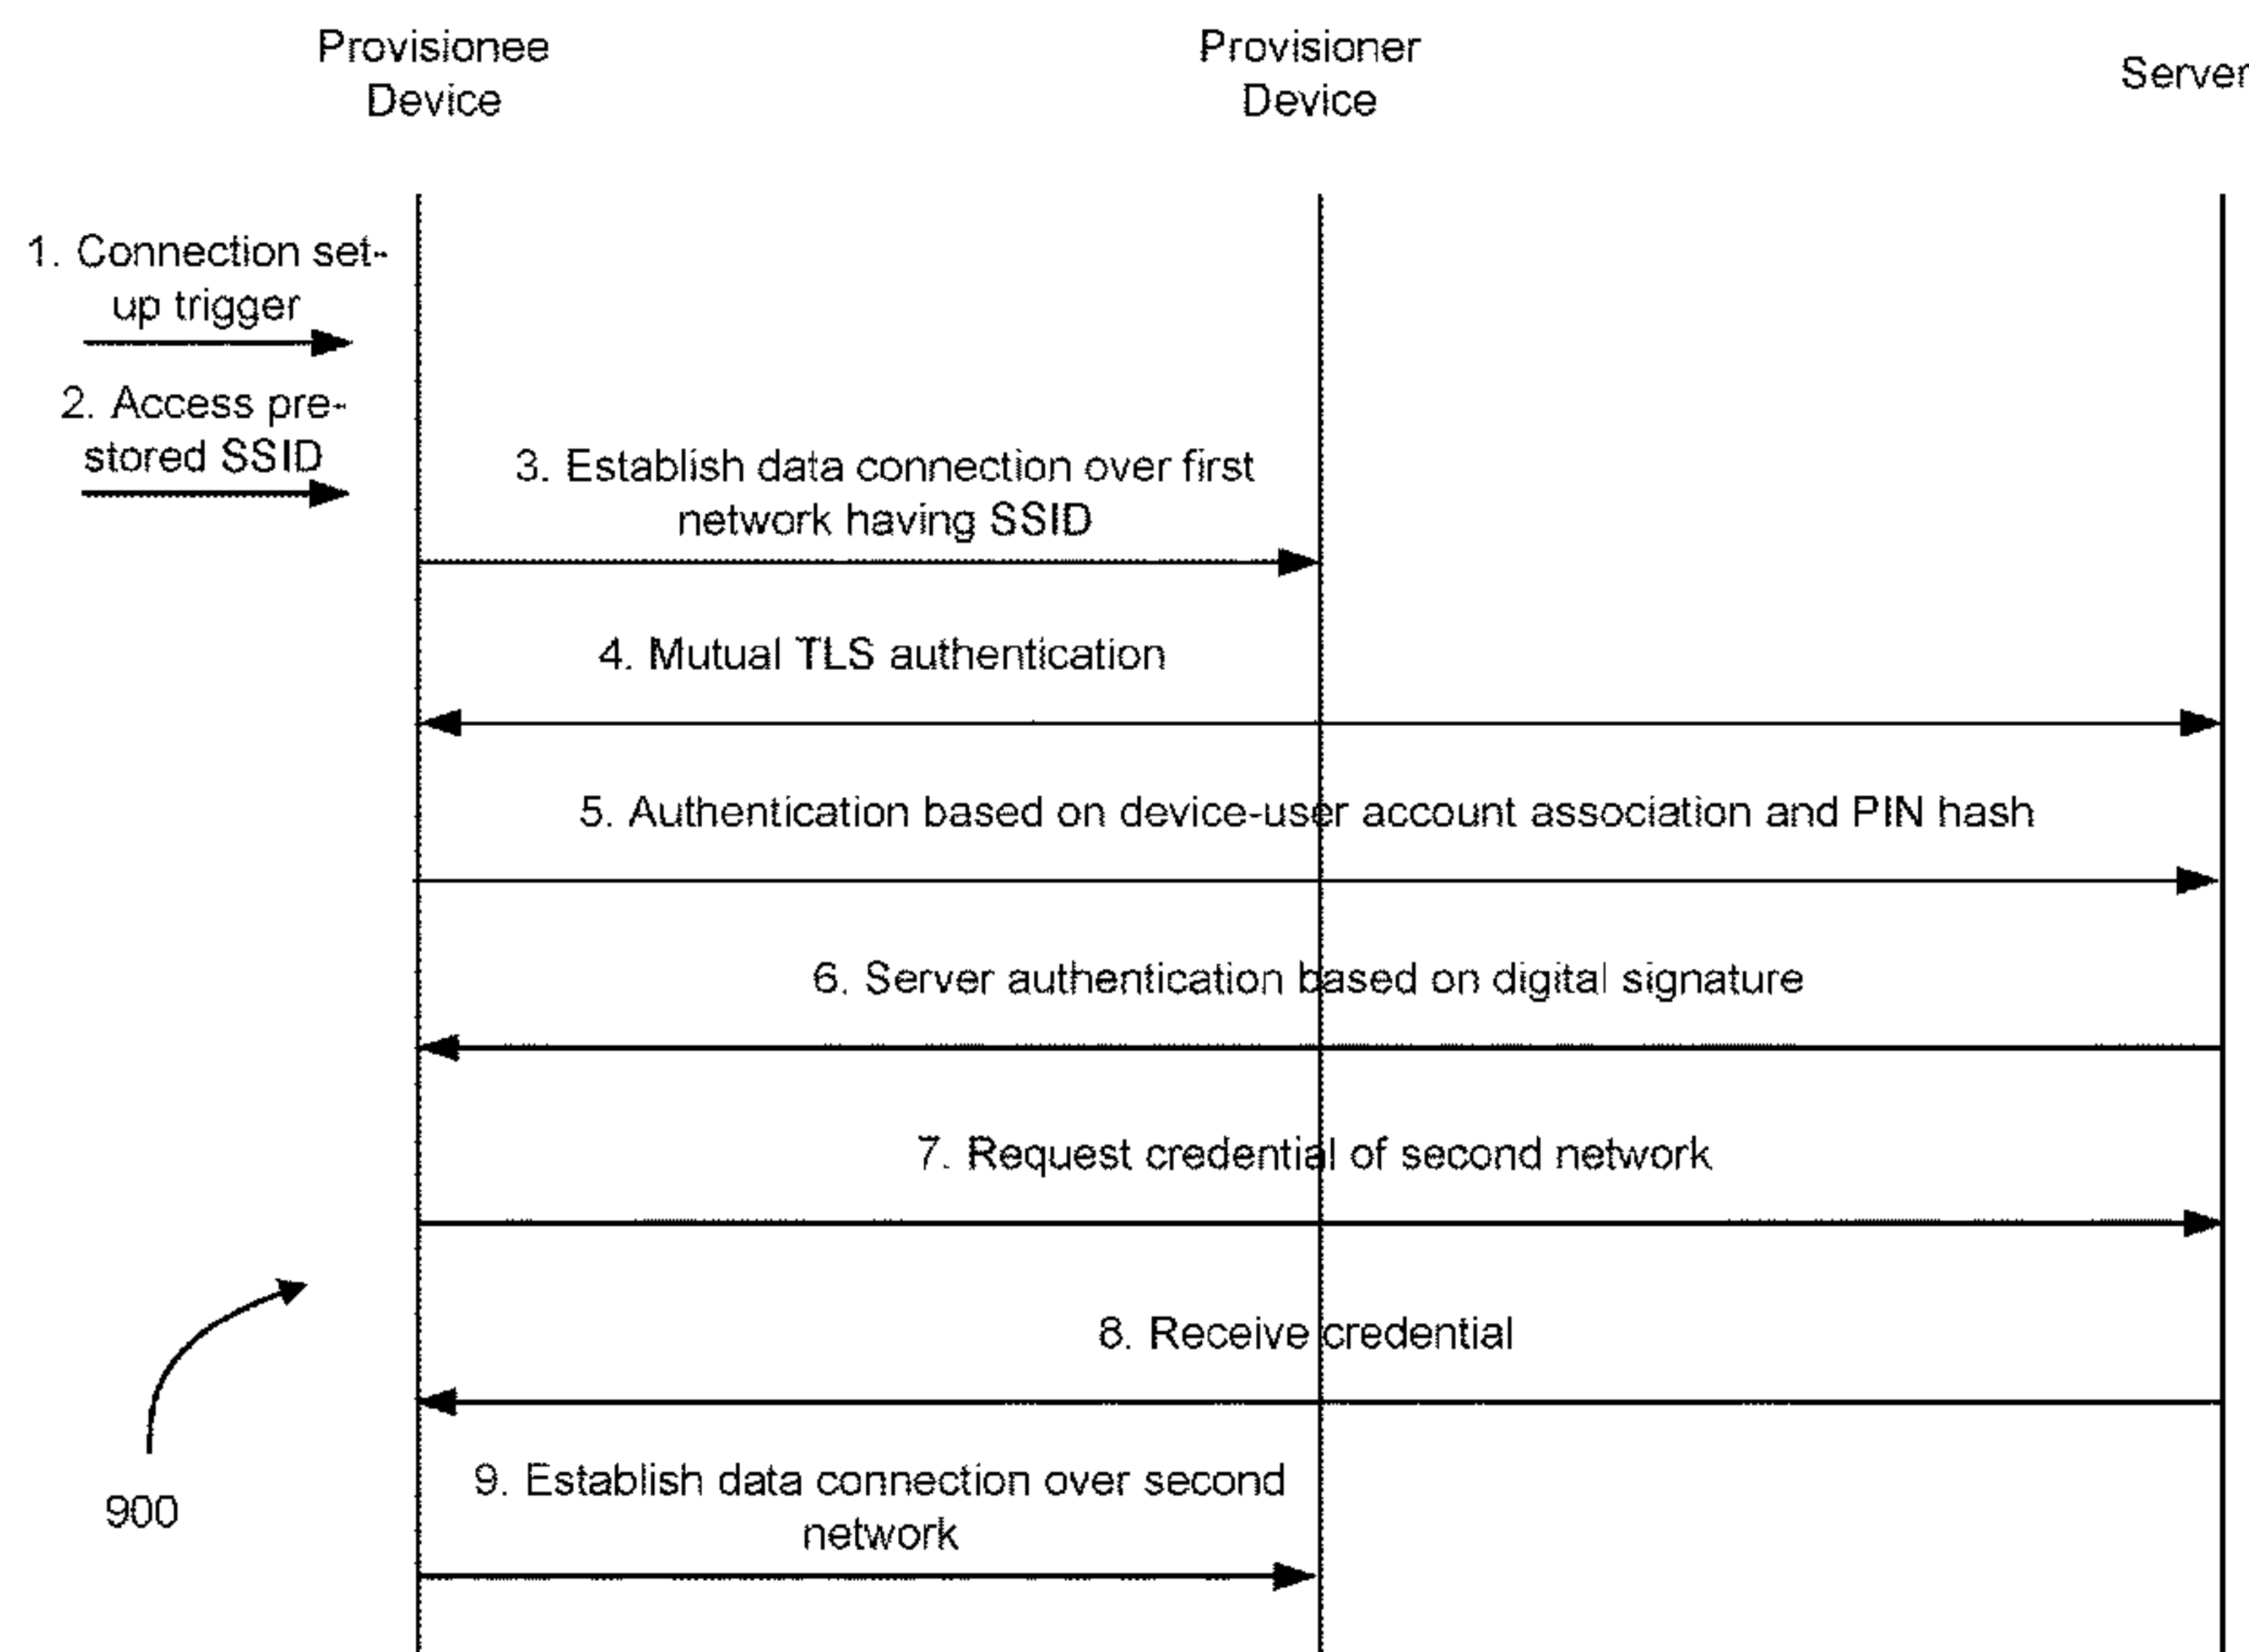 Provisionee
Device
Provisioner
Device
Server
1. Connection set-
up trigger
2. Access pre-
stored SSID
3. Establish data connection over first
network having SSID
4. Mutual TLS authentication
5. Authentication based on device-user account association and PIN hash
6. Server authentication based on digital signature
7. Request credential of second network
8. Receive credential
9. Establish data connection over second
network
900